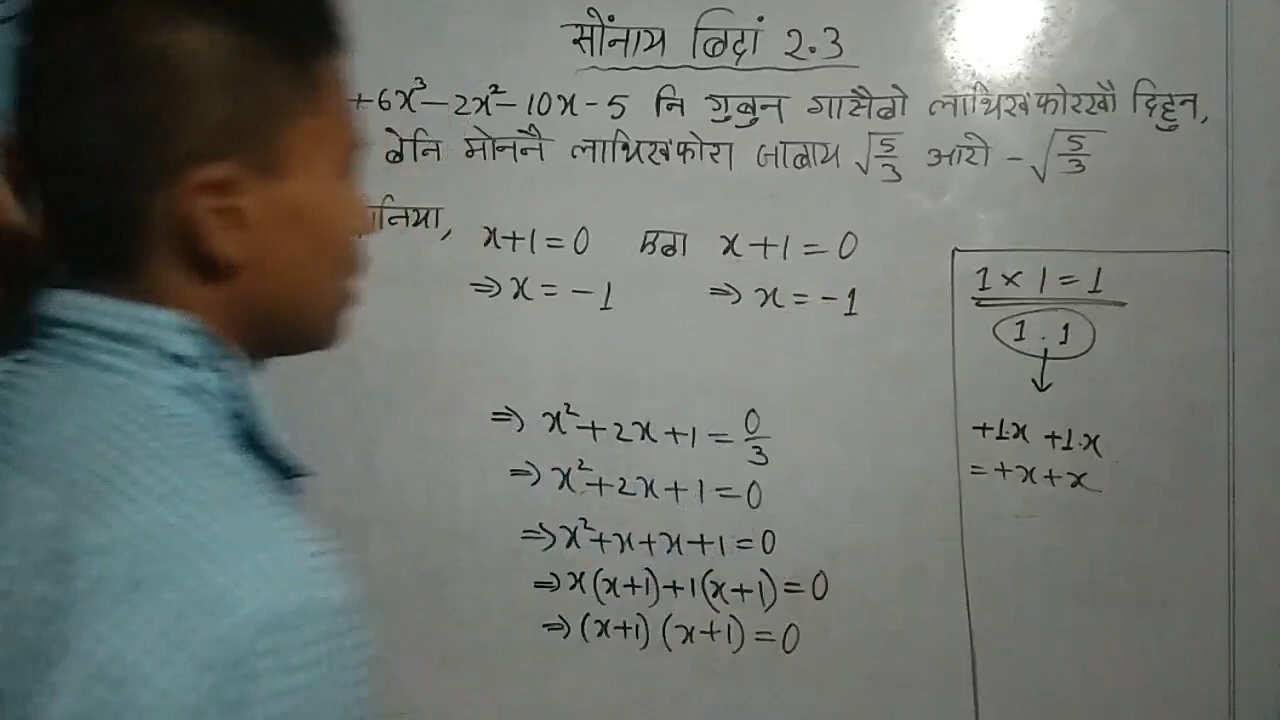 सोंनाय बिदां 2.3
+6x³-2x²-10x-5 नि गुबुन गासैबो लाथिखफोरखौ दिहुन,
बेनि मोननै लाथिखफोरा जाबाय √5/3 आरो -√5/3
निया,
x+1=0 एबा x+1=0
⇒x=-1 ⇒x=-1
⇒ x²+2x+1=0/3
⇒ x²+2x+1=0
⇒x²+x+x+1=0
⇒x(x+1)+1(x+1)=0
⇒(x+1)(x+1)=0
1×1=1
1.1
↓
+1.x +1.x
=+x+x